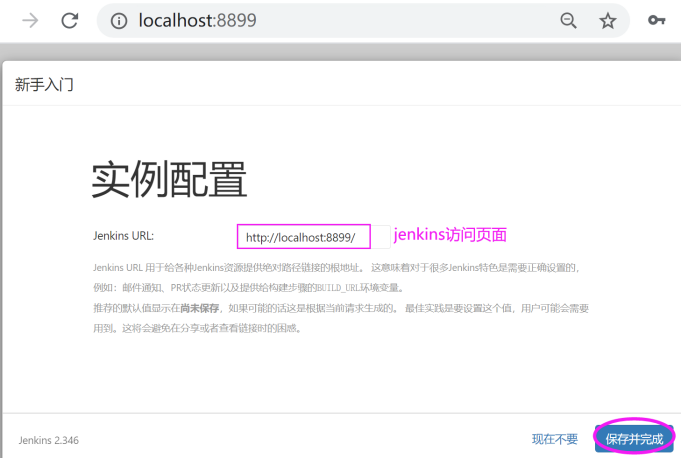 localhost:8899
新手入门
实例配置
Jenkins URL: http://localhost:8899/ jenkins访问页面
Jenkins URL 用于给各种Jenkins资源提供绝对路径链接的根地址。 这意味着对于很多Jenkins特色是需要正确设置的，
例如：邮件通知、PR状态更新以及提供给构建步骤的BUILD_URL环境变量。
推荐的默认值显示在尚未保存，如果可能的话这是根据当前请求生成的。 最佳实践是要设置这个值，用户可能会需要
用到。这将会避免在分享或者查看链接时的困惑。
Jenkins 2.346 现在不要 保存并完成